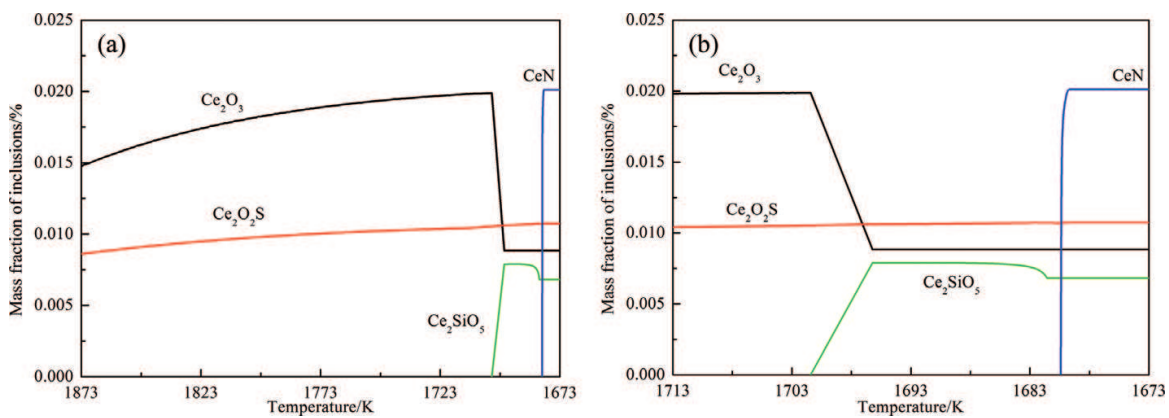 (a)
Mass fraction of inclusions/%
0.025
0.020
0.015
0.010
0.005
0.000
Ce₂O₃
CeN
Ce₂O₂S
Ce₂SiO₅
1873
1823
1773
1723
1673
Temperature/K
(b)
Mass fraction of inclusions/%
0.025
0.020
0.015
0.010
0.005
0.000
Ce₂O₃
CeN
Ce₂O₂S
Ce₂SiO₅
1713
1703
1693
1683
1673
Temperature/K